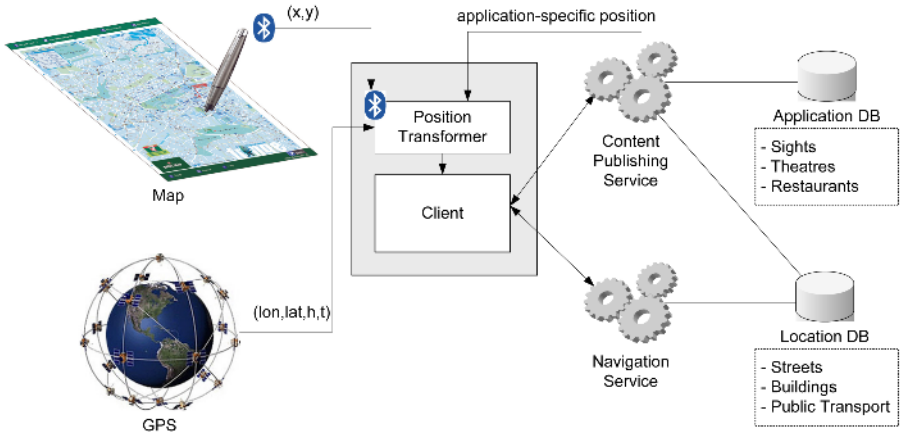 (x,y)
application-specific position
Position
Transformer
Client
Map
(lon,lat,h,t)
GPS
Content
Publishing
Service
Navigation
Service
Application DB
- Sights
- Theatres
- Restaurants
Location DB
- Streets
- Buildings
- Public Transport